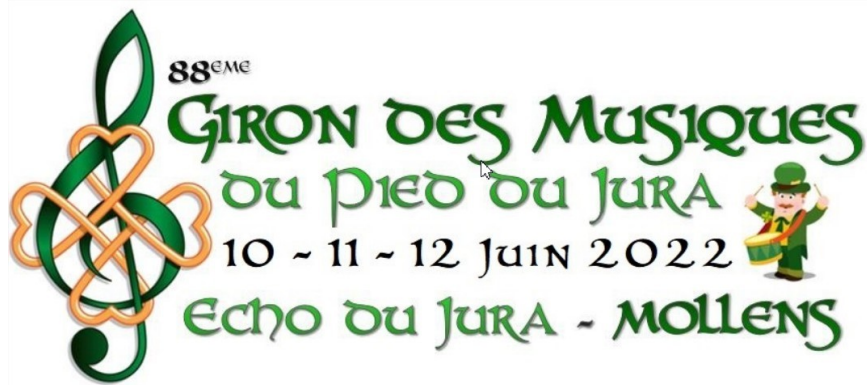 88EME
GIRON DES MUSIQUES
DU PIED DU JURA
10 ~ 11 ~ 12 JUIN 2022
ECHO DU JURA - MOLLENS